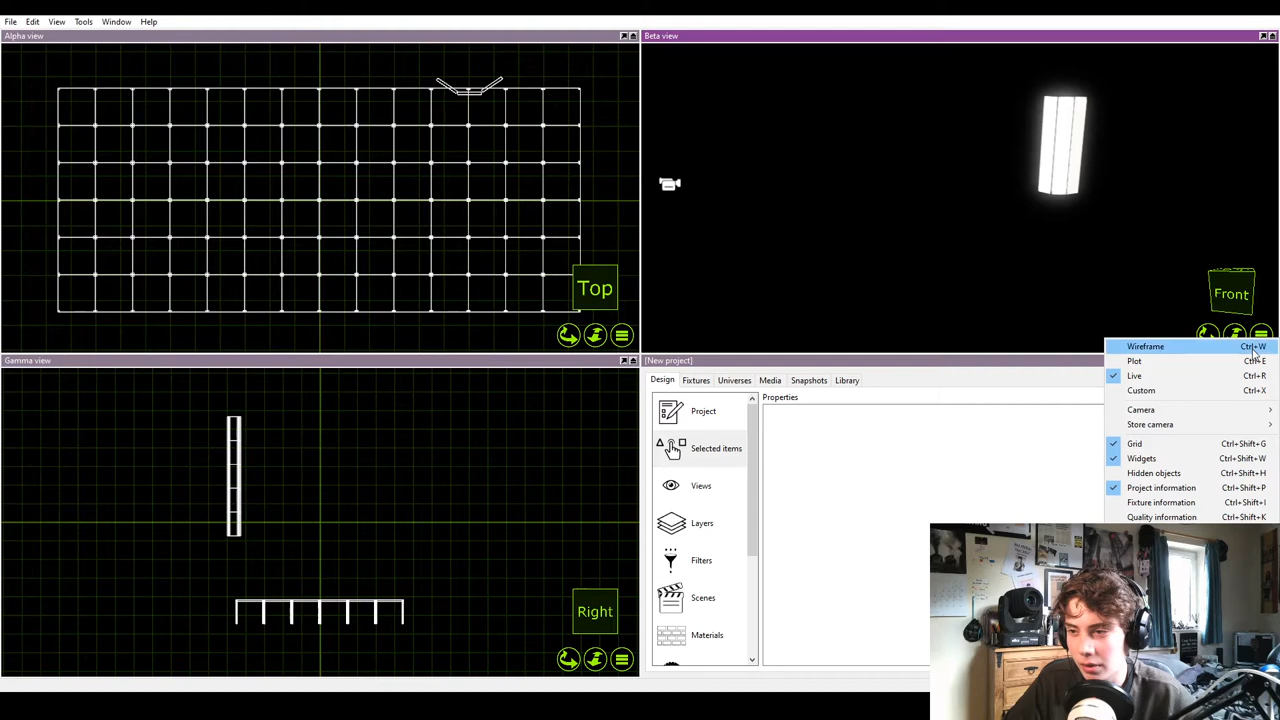 File Edit View Tools Window Help
Alpha view
Beta view
Top
Front
Gamma view
Right
[New project]
Design Fixtures Universes Media Snapshots Library
Project
Selected items
Views
Layers
Filters
Scenes
Materials
Properties
Wireframe Ctrl+W
Plot Ctrl+E
Live Ctrl+R
Custom Ctrl+X
Camera
Store camera
Grid Ctrl+Shift+G
Widgets Ctrl+Shift+W
Hidden objects Ctrl+Shift+H
Project information Ctrl+Shift+P
Fixture information Ctrl+Shift+I
Quality information Ctrl+Shift+K